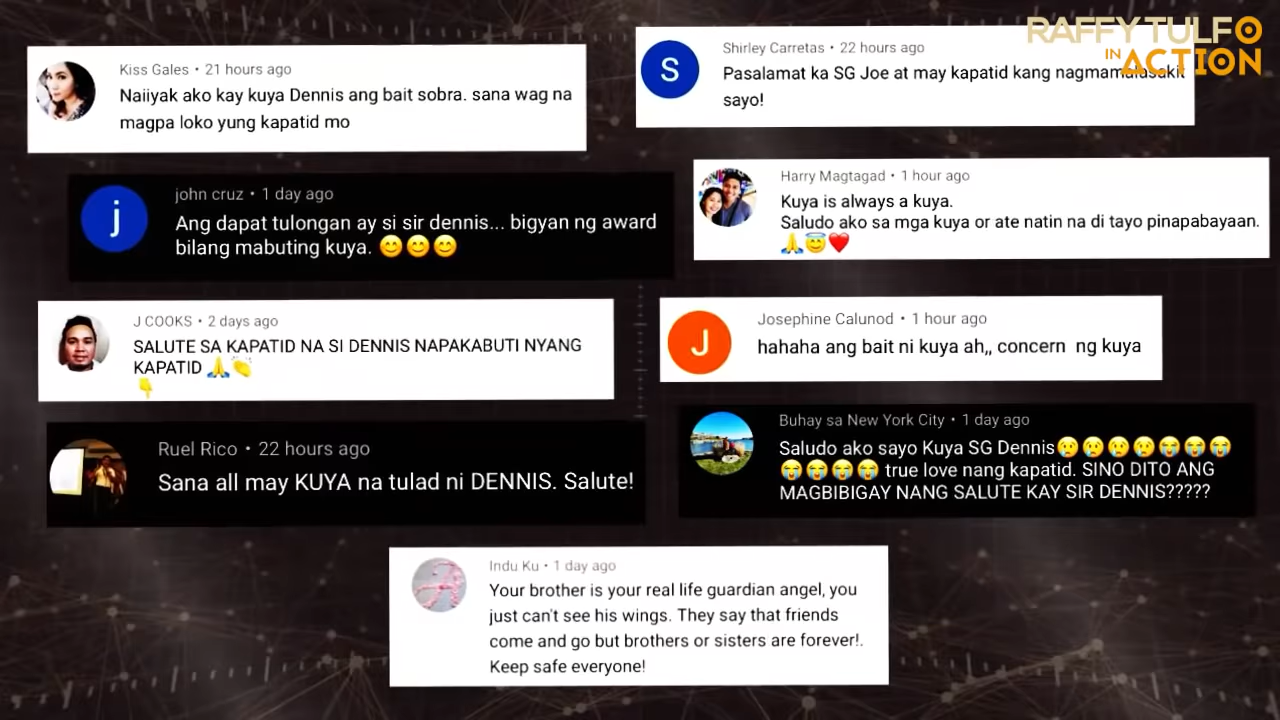 RAFFY TULFO
IN ACTION
Kiss Gales • 21 hours ago
Naiiyak ako kay kuya Dennis ang bait sobra. sana wag na
magpa loko yung kapatid mo
S
Shirley Carretas • 22 hours ago
Pasalamat ka SG Joe at may kapatid kang nagmamalasakit
sayo!
j
john cruz • 1 day ago
Ang dapat tulongan ay si sir dennis... bigyan ng award
bilang mabuting kuya. 😊😊😊
Harry Magtagad • 1 hour ago
Kuya is always a kuya.
Saludo ako sa mga kuya or ate natin na di tayo pinapabayaan.
🙏😇❤️
J COOKS • 2 days ago
SALUTE SA KAPATID NA SI DENNIS NAPAKABUTI NYANG
KAPATID 🙏👏
👇
J
Josephine Calunod • 1 hour ago
hahaha ang bait ni kuya ah,, concern ng kuya
Ruel Rico • 22 hours ago
Sana all may KUYA na tulad ni DENNIS. Salute!
Buhay sa New York City • 1 day ago
Saludo ako sayo Kuya SG Dennis😢😢😢😢😭😭😭
😭😭😭😭 true love nang kapatid. SINO DITO ANG
MAGBIBIGAY NANG SALUTE KAY SIR DENNIS?????
Indu Ku • 1 day ago
Your brother is your real life guardian angel, you
just can't see his wings. They say that friends
come and go but brothers or sisters are forever!.
Keep safe everyone!